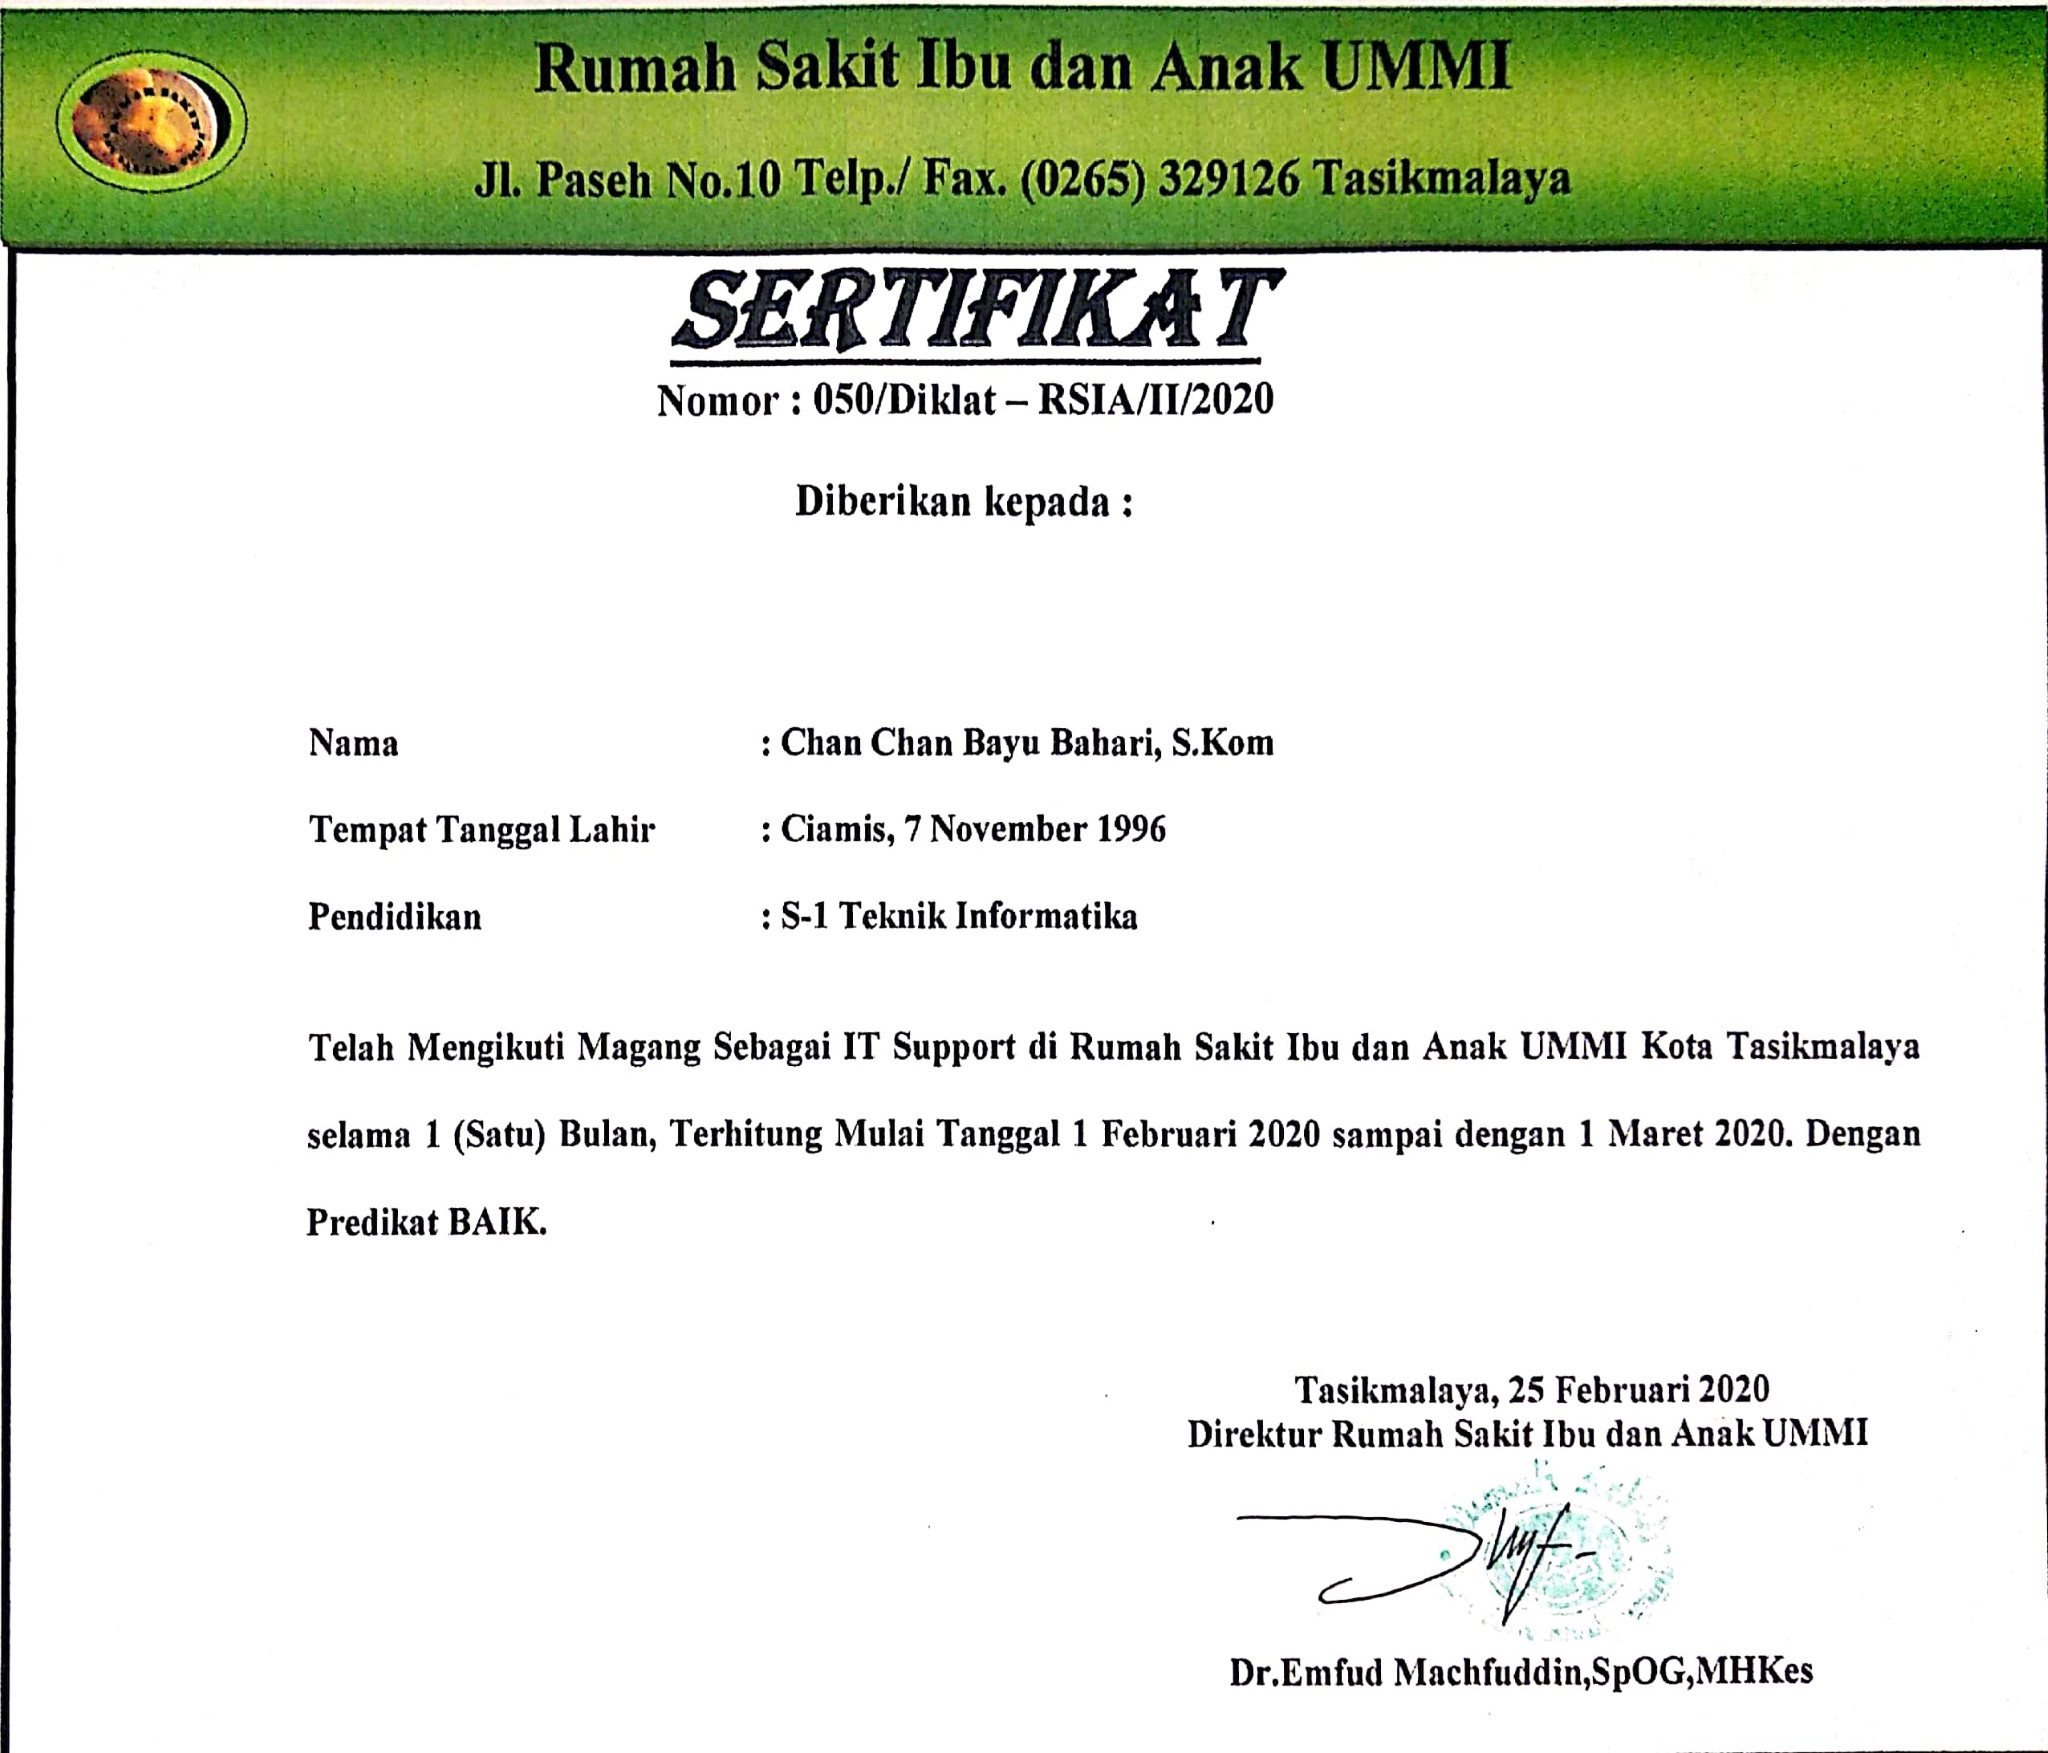 Rumah Sakit Ibu dan Anak UMMI
Jl. Paseh No.10 Telp./ Fax. (0265) 329126 Tasikmalaya
SERTIFIKAT
Nomor : 050/Diklat – RSIA/II/2020
Diberikan kepada :
Nama : Chan Chan Bayu Bahari, S.Kom
Tempat Tanggal Lahir : Ciamis, 7 November 1996
Pendidikan : S-1 Teknik Informatika
Telah Mengikuti Magang Sebagai IT Support di Rumah Sakit Ibu dan Anak UMMI Kota Tasikmalaya
selama 1 (Satu) Bulan, Terhitung Mulai Tanggal 1 Februari 2020 sampai dengan 1 Maret 2020. Dengan
Predikat BAIK.
Tasikmalaya, 25 Februari 2020
Direktur Rumah Sakit Ibu dan Anak UMMI
Dr.Emfud Machfuddin,SpOG,MHKes